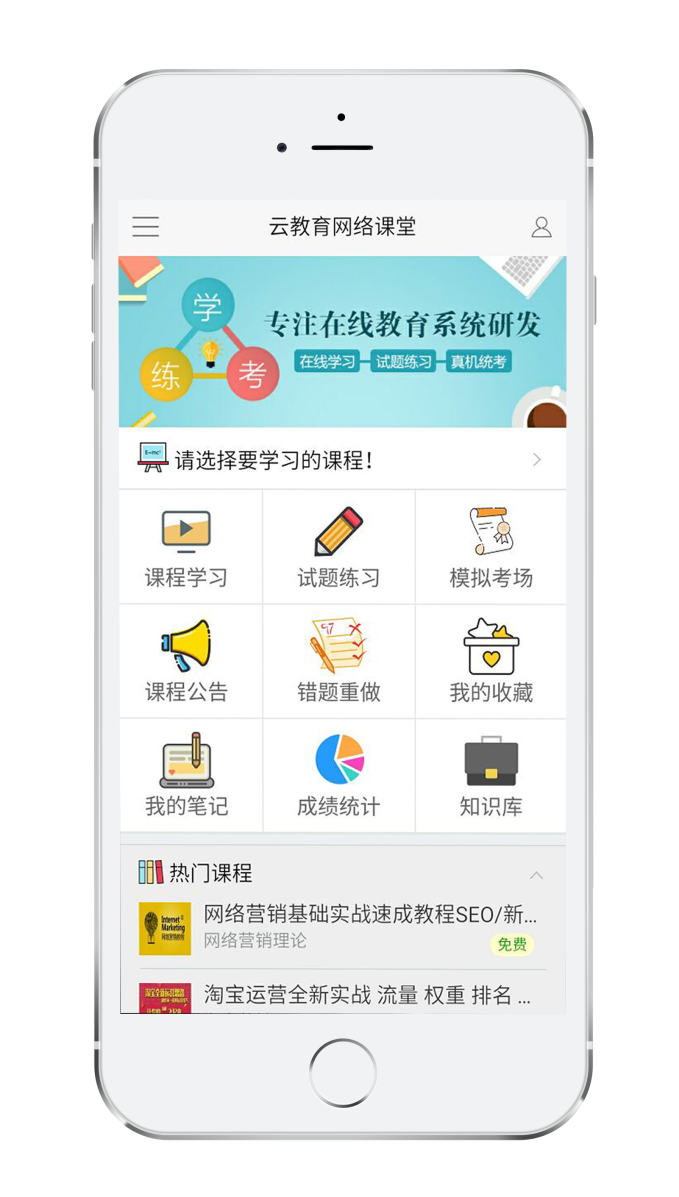 云教育网络课堂
学
练
考
专注在线教育系统研发
在线学习
试题练习
真机统考
E=mc²
请选择要学习的课程！
课程学习
试题练习
模拟考场
课程公告
错题重做
我的收藏
我的笔记
成绩统计
知识库
热门课程
Internet
Marketing
网络营销基础实战速成教程SEO/新...
网络营销理论
免费
淘宝运营全新实战 流量 权重 排名 ...